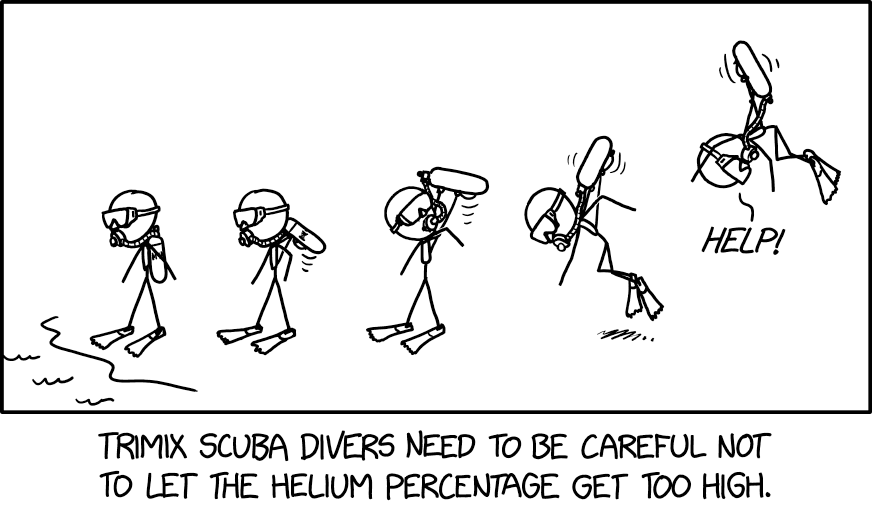 HELP!
TRIMIX SCUBA DIVERS NEED TO BE CAREFUL NOT
TO LET THE HELIUM PERCENTAGE GET TOO HIGH.